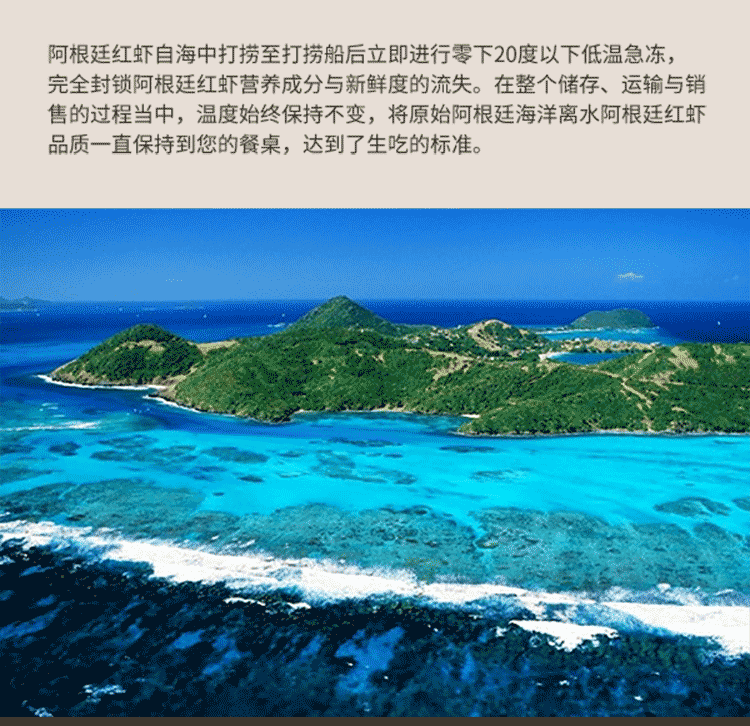 阿根廷红虾自海中打捞至打捞船后立即进行零下20度以下低温急冻，
完全封锁阿根廷红虾营养成分与新鲜度的流失。在整个储存、运输与销
售的过程当中，温度始终保持不变，将原始阿根廷海洋离水阿根廷红虾
品质一直保持到您的餐桌，达到了生吃的标准。